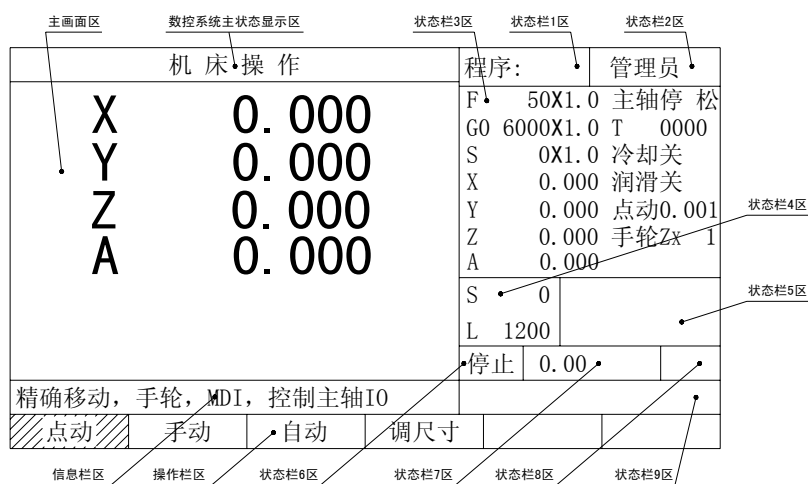 主画面区 数控系统主状态显示区 状态栏3区 状态栏1区 状态栏2区
机 床 操 作 程序: 管理员
X 0.000
Y 0.000
Z 0.000
A 0.000
F 50X1.0 主轴停 松
G0 6000X1.0 T 0000
S 0X1.0 冷却关
X 0.000 润滑关
Y 0.000 点动0.001
Z 0.000 手轮Zx 1
A 0.000
状态栏4区
S 0
L 1200
状态栏5区
停止 0.00
精确移动，手轮，MDI，控制主轴IO
点动 手动 自动 调尺寸
信息栏区 操作栏区 状态栏6区 状态栏7区 状态栏8区 状态栏9区